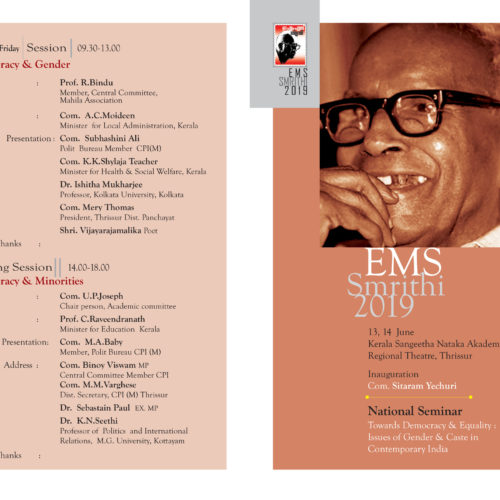 Friday Session 09.30-13.00
racy & Gender
: Prof. R.Bindu
Member, Central Committee,
Mahila Association
: Com. A.C.Moideen
Minister for Local Administration, Kerala
Presentation : Com. Subhashini Ali
Polit Bureau Member CPI(M)
Com. K.K.Shylaja Teacher
Minister for Health & Social Welfare, Kerala
Dr. Ishitha Mukharjee
Professor, Kolkata University, Kolkata
Com. Mery Thomas
President, Thrissur Dist. Panchayat
Shri. Vijayarajamalika Poet
hanks :
ng Session 14.00-18.00
racy & Minorities
: Com. U.P.Joseph
Chair person, Academic committee
: Prof. C.Raveendranath
Minister for Education Kerala
Presentation: Com. M.A.Baby
Member, Polit Bureau CPI (M)
Address : Com. Binoy Viswam MP
Central Committee Member CPI
Com. M.M.Varghese
Dist. Secretary, CPI (M) Thrissur
Dr. Sebastain Paul EX. MP
Dr. K.N.Seethi
Professor of Politics and International
Relations, M.G. University, Kottayam
hanks :
EMS
SMRITHI
2019
EMS
Smrithi
2019
13, 14 June
Kerala Sangeetha Nataka Akadem
Regional Theatre, Thrissur
Inauguration
Com. Sitaram Yechuri
National Seminar
Towards Democracy & Equality :
Issues of Gender & Caste in
Contemporary India